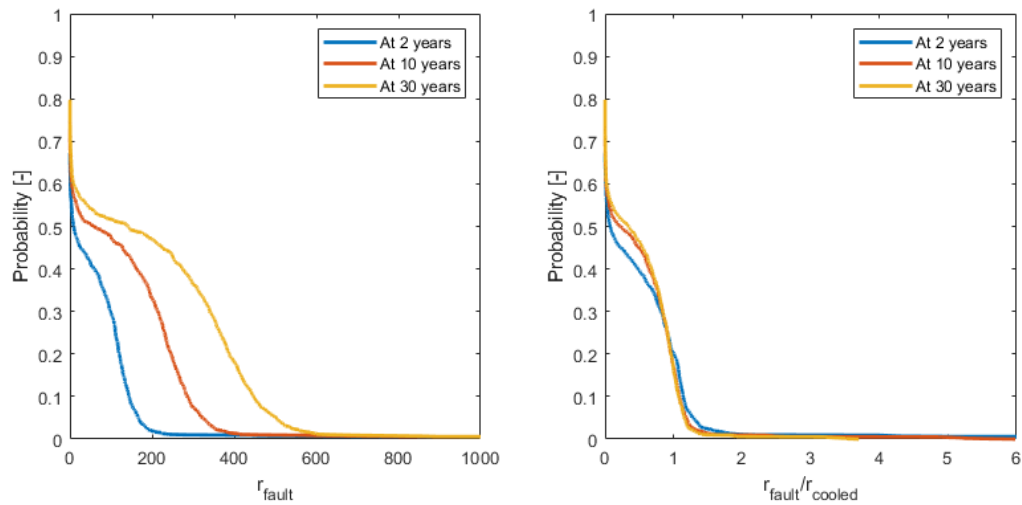 1
0.9
0.8
0.7
0.6
0.5
0.4
0.3
0.2
0.1
0
Probability [-]
0 200 400 600 800 1000
r_fault
At 2 years
At 10 years
At 30 years
1
0.9
0.8
0.7
0.6
0.5
0.4
0.3
0.2
0.1
0
Probability [-]
0 1 2 3 4 5 6
r_fault/r_cooled
At 2 years
At 10 years
At 30 years